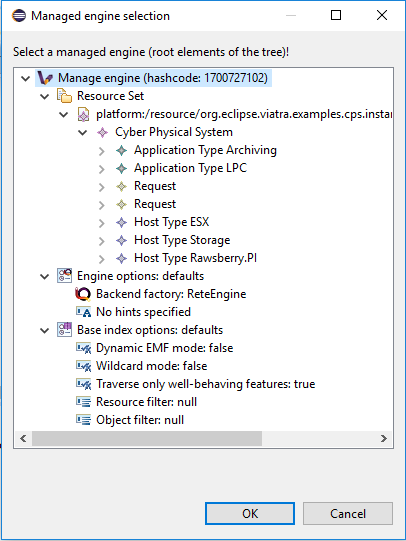 Managed engine selection
Select a managed engine (root elements of the tree)!
Manage engine (hashcode: 1700727102)
Resource Set
platform:/resource/org.eclipse.viatra.examples.cps.instan
Cyber Physical System
Application Type Archiving
Application Type LPC
Request
Request
Host Type ESX
Host Type Storage
Host Type Rawsberry.PI
Engine options: defaults
Backend factory: ReteEngine
No hints specified
Base index options: defaults
Dynamic EMF mode: false
Wildcard mode: false
Traverse only well-behaving features: true
Resource filter: null
Object filter: null
OK Cancel